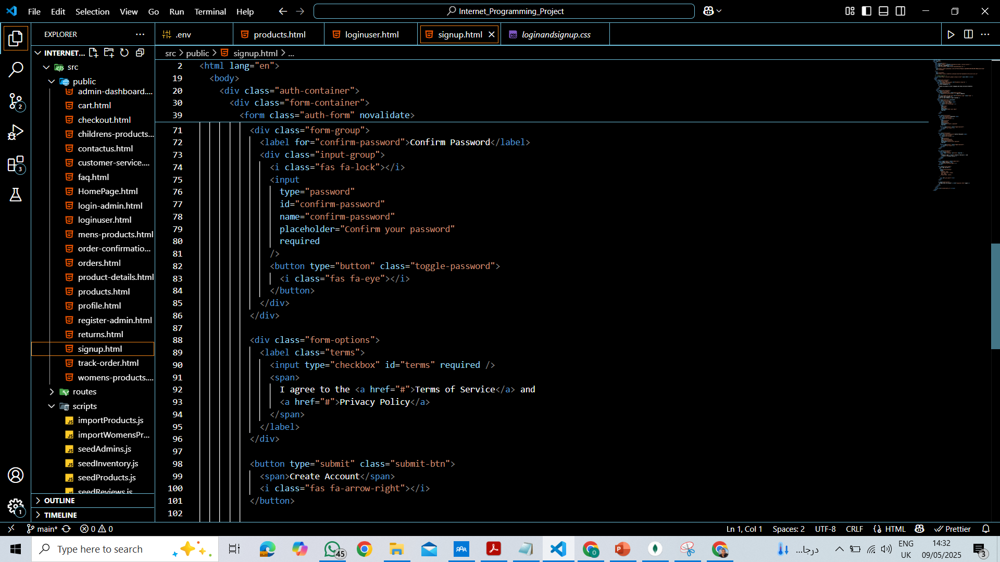 File Edit Selection View Go Run Terminal Help
Internet_Programming_Project
EXPLORER
.env
products.html
loginuser.html
signup.html
loginandsignup.css
INTERNET...
src > public > signup.html > ...
src
public
admin-dashboard....
cart.html
checkout.html
childrens-products...
contactus.html
customer-service....
faq.html
HomePage.html
login-admin.html
loginuser.html
mens-products.html
order-confirmatio...
orders.html
product-details.html
products.html
profile.html
register-admin.html
returns.html
signup.html
track-order.html
womens-products....
routes
scripts
importProducts.js
importWomensPr...
seedAdmins.js
seedInventory.js
seedProducts.js
seedReviews.js
OUTLINE
TIMELINE
2 <html lang="en">
19 <body>
20 <div class="auth-container">
30 <div class="form-container">
39 <form class="auth-form" novalidate>
71 <div class="form-group">
72 <label for="confirm-password">Confirm Password</label>
73 <div class="input-group">
74 <i class="fas fa-lock"></i>
75 <input
76 type="password"
77 id="confirm-password"
78 name="confirm-password"
79 placeholder="Confirm your password"
80 required
81 />
82 <button type="button" class="toggle-password">
83 <i class="fas fa-eye"></i>
84 </button>
85 </div>
86 </div>
87
88 <div class="form-options">
89 <label class="terms">
90 <input type="checkbox" id="terms" required />
91 <span>
92 I agree to the <a href="#">Terms of Service</a> and
93 <a href="#">Privacy Policy</a>
94 </span>
95 </label>
96 </div>
97
98 <button type="submit" class="submit-btn">
99 <span>Create Account</span>
100 <i class="fas fa-arrow-right"></i>
101 </button>
102
2
3
1
main* 0 0
Ln 1, Col 1 Spaces: 2 UTF-8 CRLF HTML Prettier
Type here to search
45
درجا...
ENG
UK
14:32
09/05/2025
3